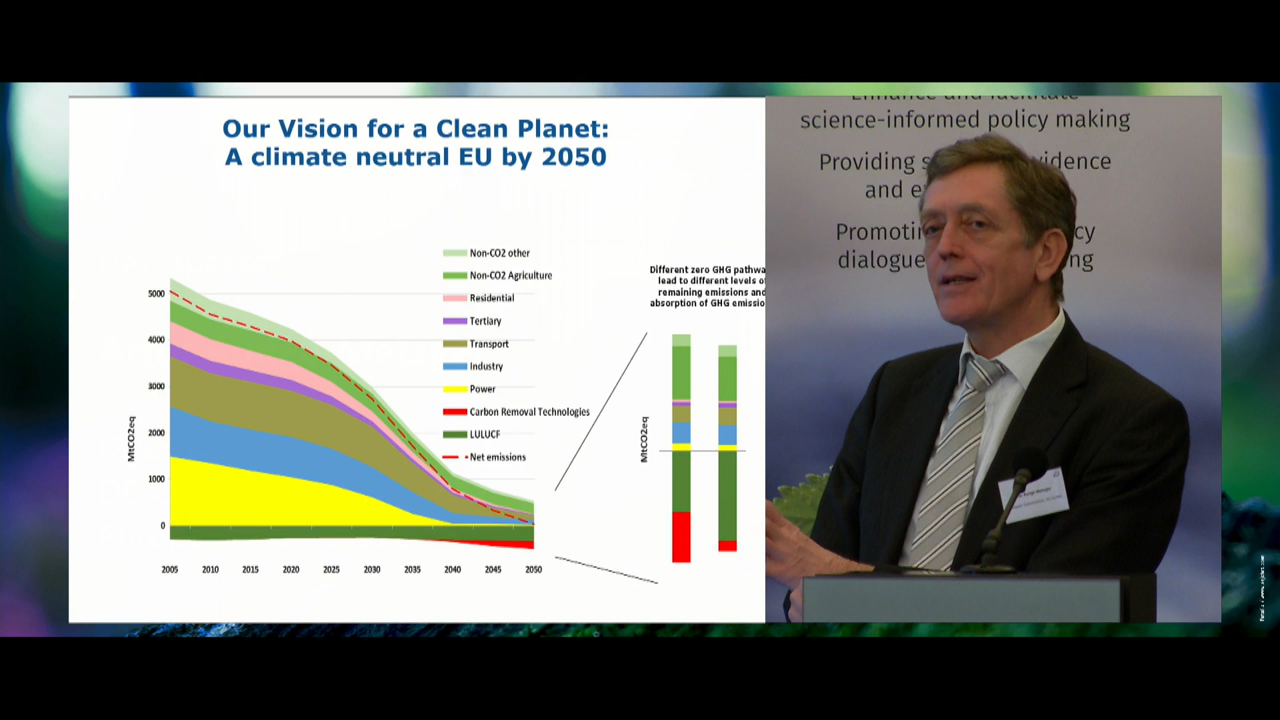 Our Vision for a Clean Planet:
A climate neutral EU by 2050
Non-CO2 other
Non-CO2 Agriculture
Residential
Tertiary
Transport
Industry
Power
Carbon Removal Technologies
LULUCF
Net emissions
5000
4000
3000
2000
1000
0
MtCO2eq
2005 2010 2015 2020 2025 2030 2035 2040 2045 2050
Different zero GHG pathwa
lead to different levels of
remaining emissions and
absorption of GHG emissio
MtCO2eq
Enhance and facilitate
science-informed policy making
Providing s vidence
and e
Promotin cy
dialogue ng